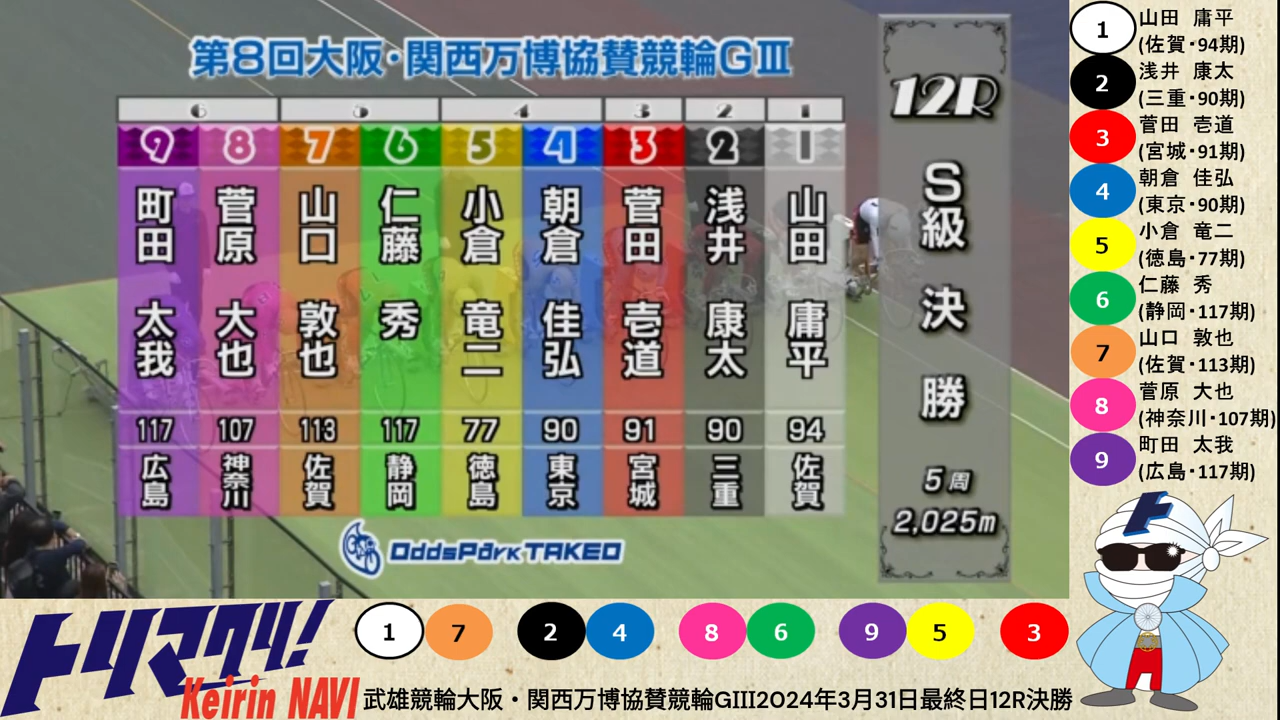 第8回大阪・関西万博協賛競輪GⅢ
6 5 4 3 2 1
9 8 7 6 5 4 3 2 1
町田 太我 菅原 大也 山口 敦也 仁藤 秀 小倉 竜二 朝倉 佳弘 菅田 壱道 浅井 康太 山田 庸平
117 107 113 117 77 90 91 90 94
広島 神奈川 佐賀 静岡 徳島 東京 宮城 三重 佐賀
OddsPark TAKEO
12R
S級
決
勝
5周
2,025m
1 山田 庸平
(佐賀・94期)
2 浅井 康太
(三重・90期)
3 菅田 壱道
(宮城・91期)
4 朝倉 佳弘
(東京・90期)
5 小倉 竜二
(徳島・77期)
6 仁藤 秀
(静岡・117期)
7 山口 敦也
(佐賀・113期)
8 菅原 大也
(神奈川・107期)
9 町田 太我
(広島・117期)
トリマクリ!
Keirin NAVI
1 7 2 4 8 6 9 5 3
武雄競輪大阪・関西万博協賛競輪GIII2024年3月31日最終日12R決勝